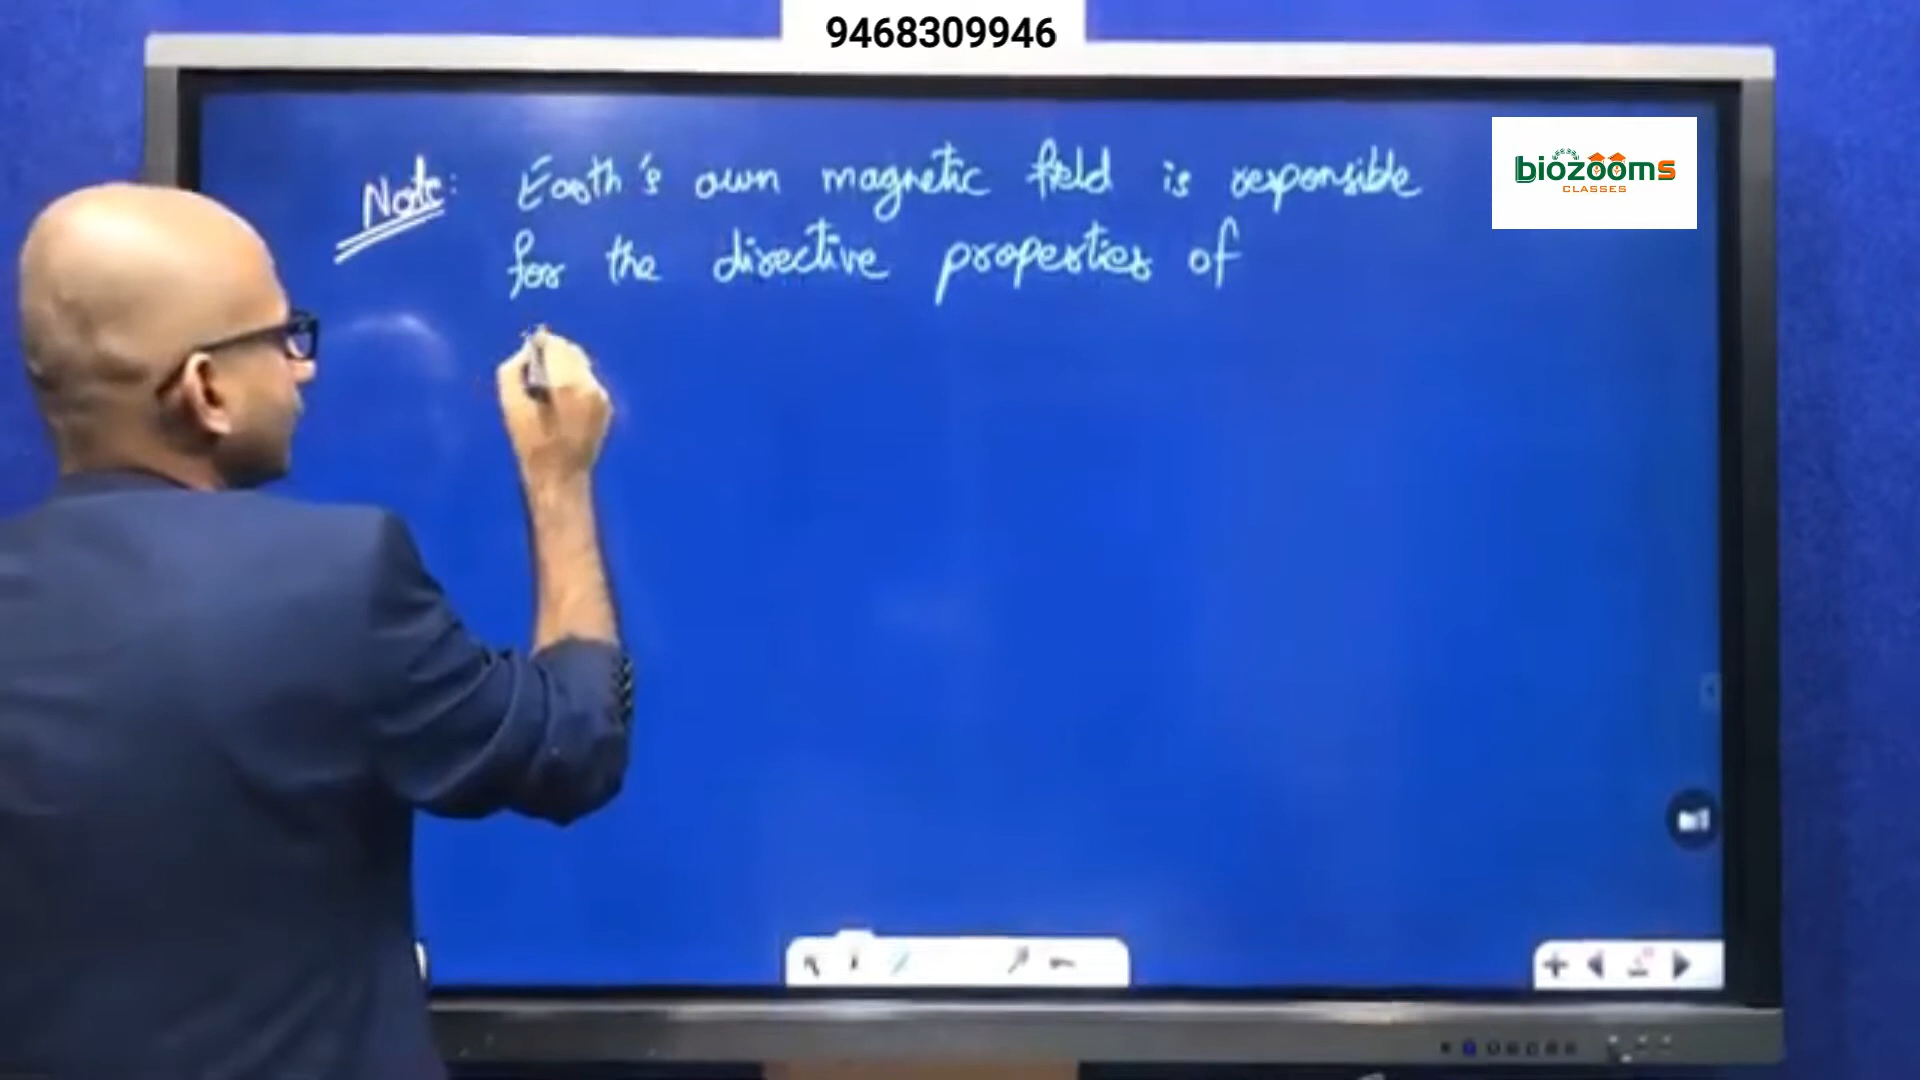 9468309946
biozooms
CLASSES
Note: Earth's own magnetic field is responsible
for the directive properties of